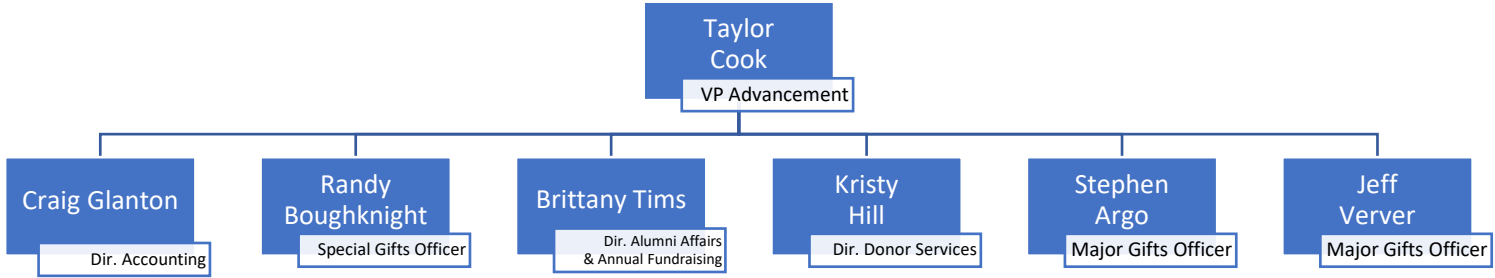 Taylor
Cook
VP Advancement
Craig Glanton
Dir. Accounting
Randy
Boughknight
Special Gifts Officer
Brittany Tims
Dir. Alumni Affairs
& Annual Fundraising
Kristy
Hill
Dir. Donor Services
Stephen
Argo
Major Gifts Officer
Jeff
Verver
Major Gifts Officer